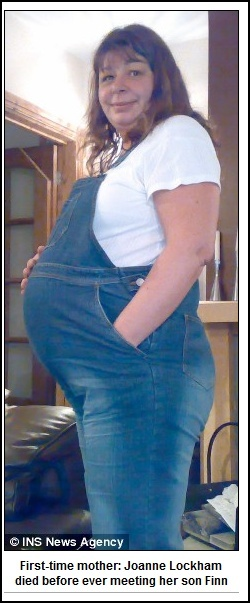 © INS News Agency
First-time mother: Joanne Lockham
died before ever meeting her son Finn